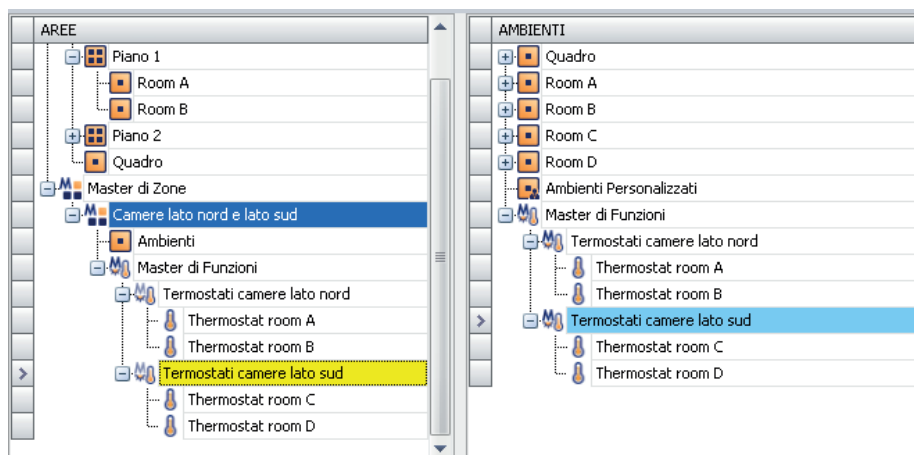 AREE
Piano 1
Room A
Room B
Piano 2
Quadro
Master di Zone
Camere lato nord e lato sud
Ambienti
Master di Funzioni
Termostati camere lato nord
Thermostat room A
Thermostat room B
Termostati camere lato sud
Thermostat room C
Thermostat room D
AMBIENTI
Quadro
Room A
Room B
Room C
Room D
Ambienti Personalizzati
Master di Funzioni
Termostati camere lato nord
Thermostat room A
Thermostat room B
Termostati camere lato sud
Thermostat room C
Thermostat room D